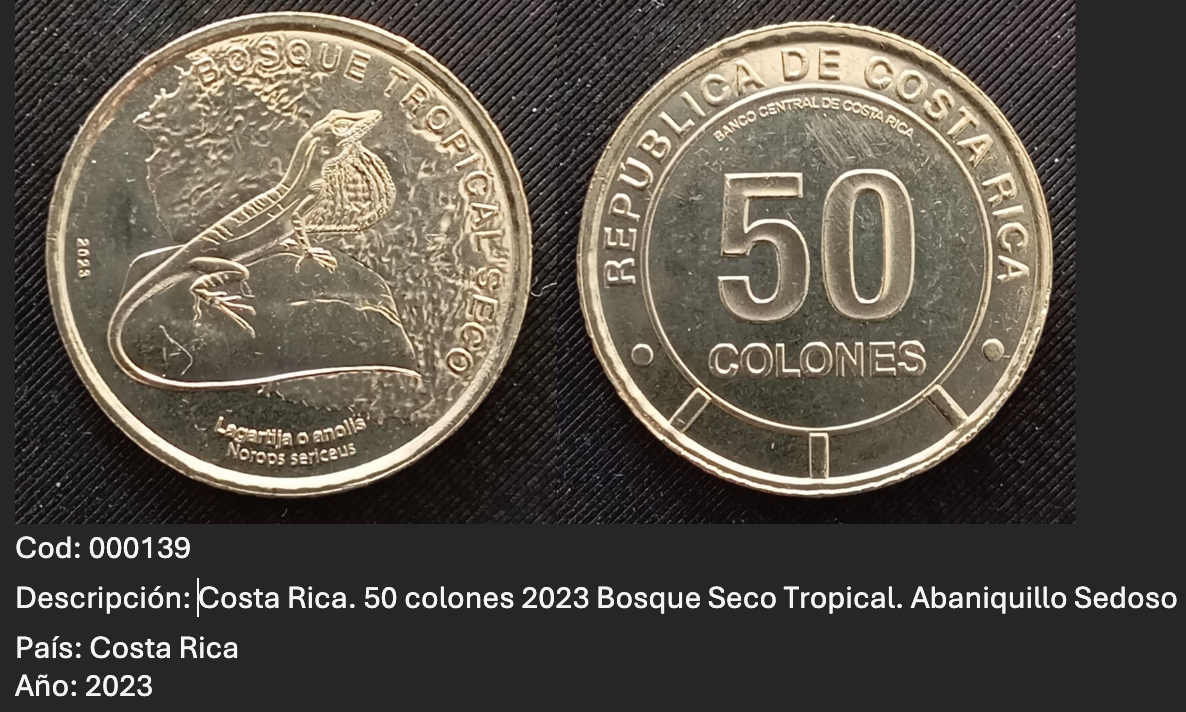 BOSQUE TROPICAL SECO
2023
Lagartija o anolis
Norops sericeus
REPÚBLICA DE COSTA RICA
BANCO CENTRAL DE COSTA RICA
50
COLONES
Cod: 000139
Descripción: Costa Rica. 50 colones 2023 Bosque Seco Tropical. Abaniquillo Sedoso
País: Costa Rica
Año: 2023